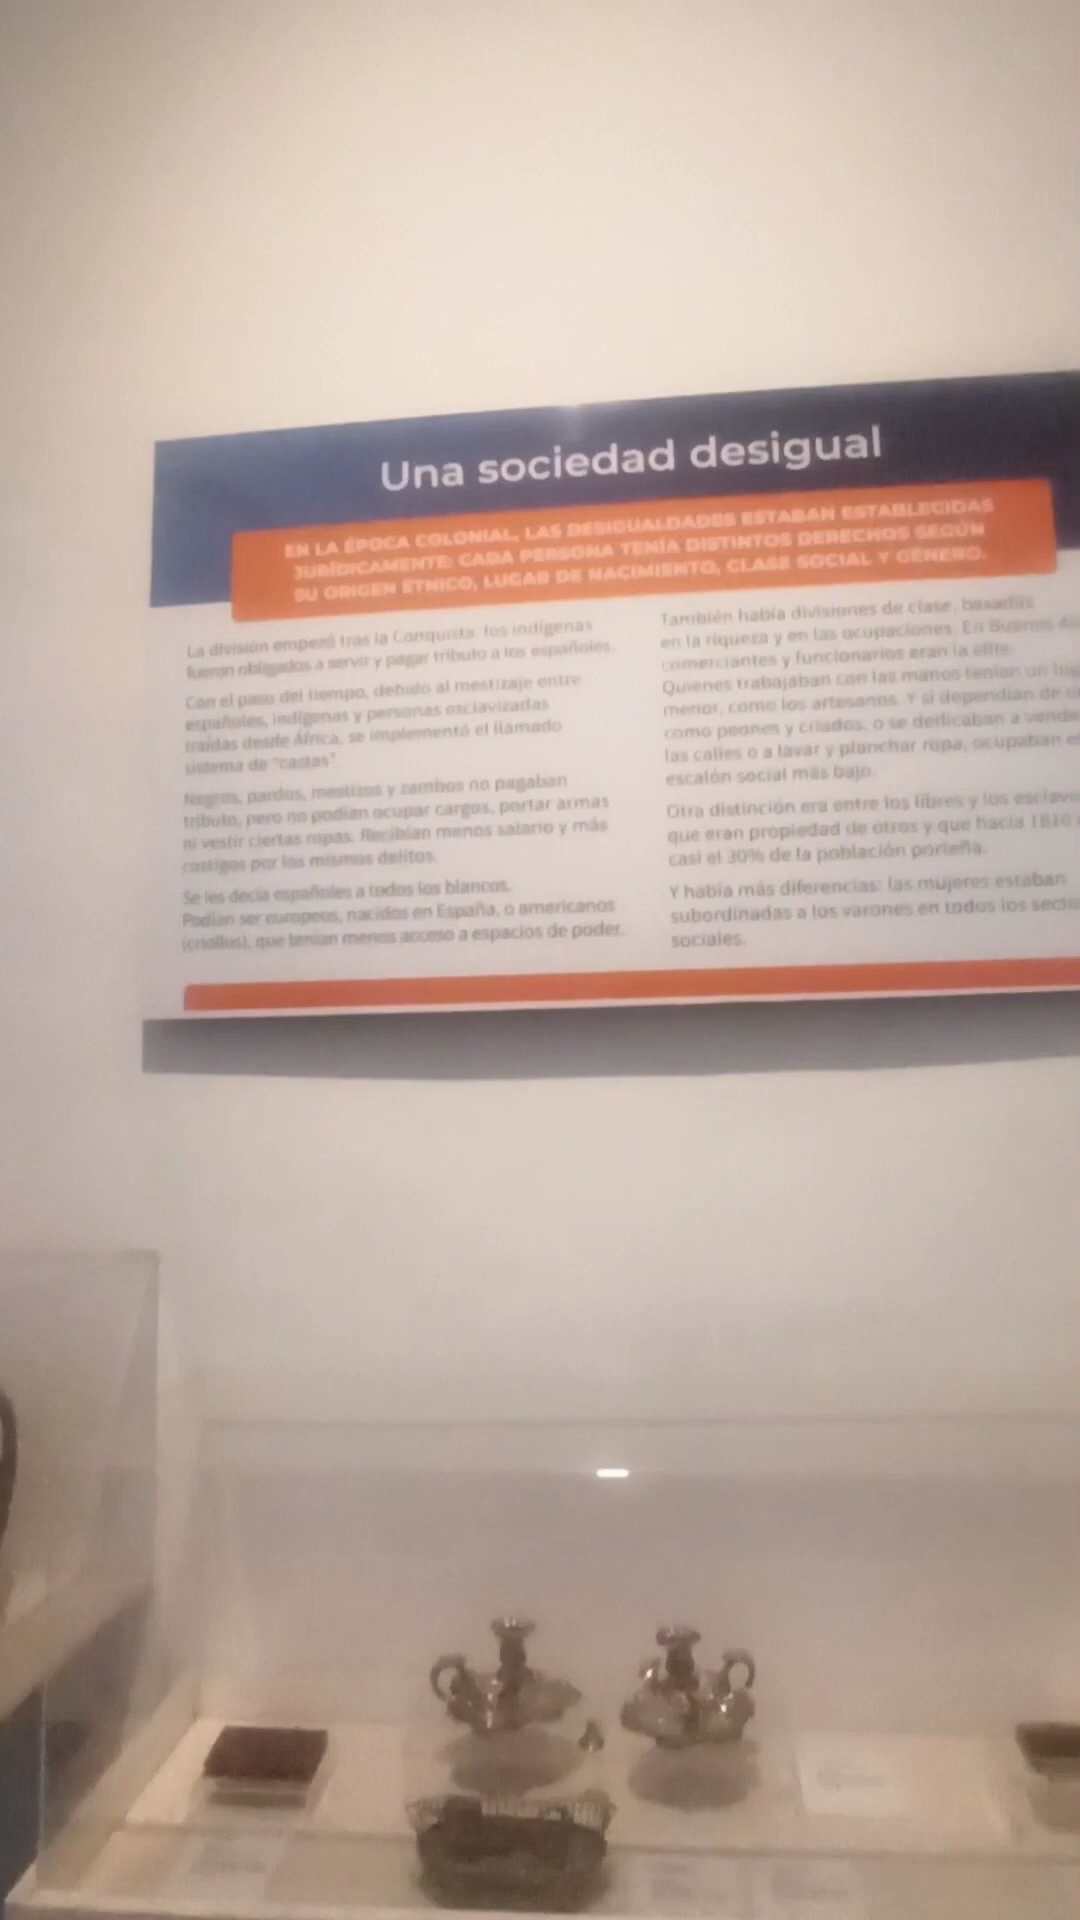 Una sociedad desigual
EN LA ÉPOCA COLONIAL, LAS DESIGUALDADES ESTABAN ESTABLECIDAS
JURÍDICAMENTE: CADA PERSONA TENÍA DISTINTOS DERECHOS SEGÚN
SU ORIGEN ÉTNICO, LUGAR DE NACIMIENTO, CLASE SOCIAL Y GÉNERO.
La división empezó tras la Conquista: los indígenas
fueron obligados a servir y pagar tributo a los españoles.
Con el paso del tiempo, debido al mestizaje entre
españoles, indígenas y personas esclavizadas
traídas desde África, se implementó el llamado
sistema de "castas"
Negros, pardos, mestizos y zambos no pagaban
tributo, pero no podían ocupar cargos, portar armas
ni vestir ciertas ropas. Recibían menos salario y más
castigos por los mismos delitos.
Se les decía españoles a todos los blancos.
Podían ser europeos, nacidos en España, o americanos
(criollos), que tenían menos acceso a espacios de poder.
También había divisiones de clase, basadas
en la riqueza y en las ocupaciones. En Buenos
comerciantes y funcionarios eran la élite.
Quienes trabajaban con las manos tenían un
menor, como los artesanos. Y si dependían de
como peones y criados, o se dedicaban a
las calles o a lavar y planchar ropa, ocupaban
escalón social más bajo.
Otra distinción era entre los libres y los
que eran propiedad de otros y que hacia 1810
casi el 30% de la población porteña.
Y había más diferencias: las mujeres estaban
subordinadas a los varones en todos los
sociales.